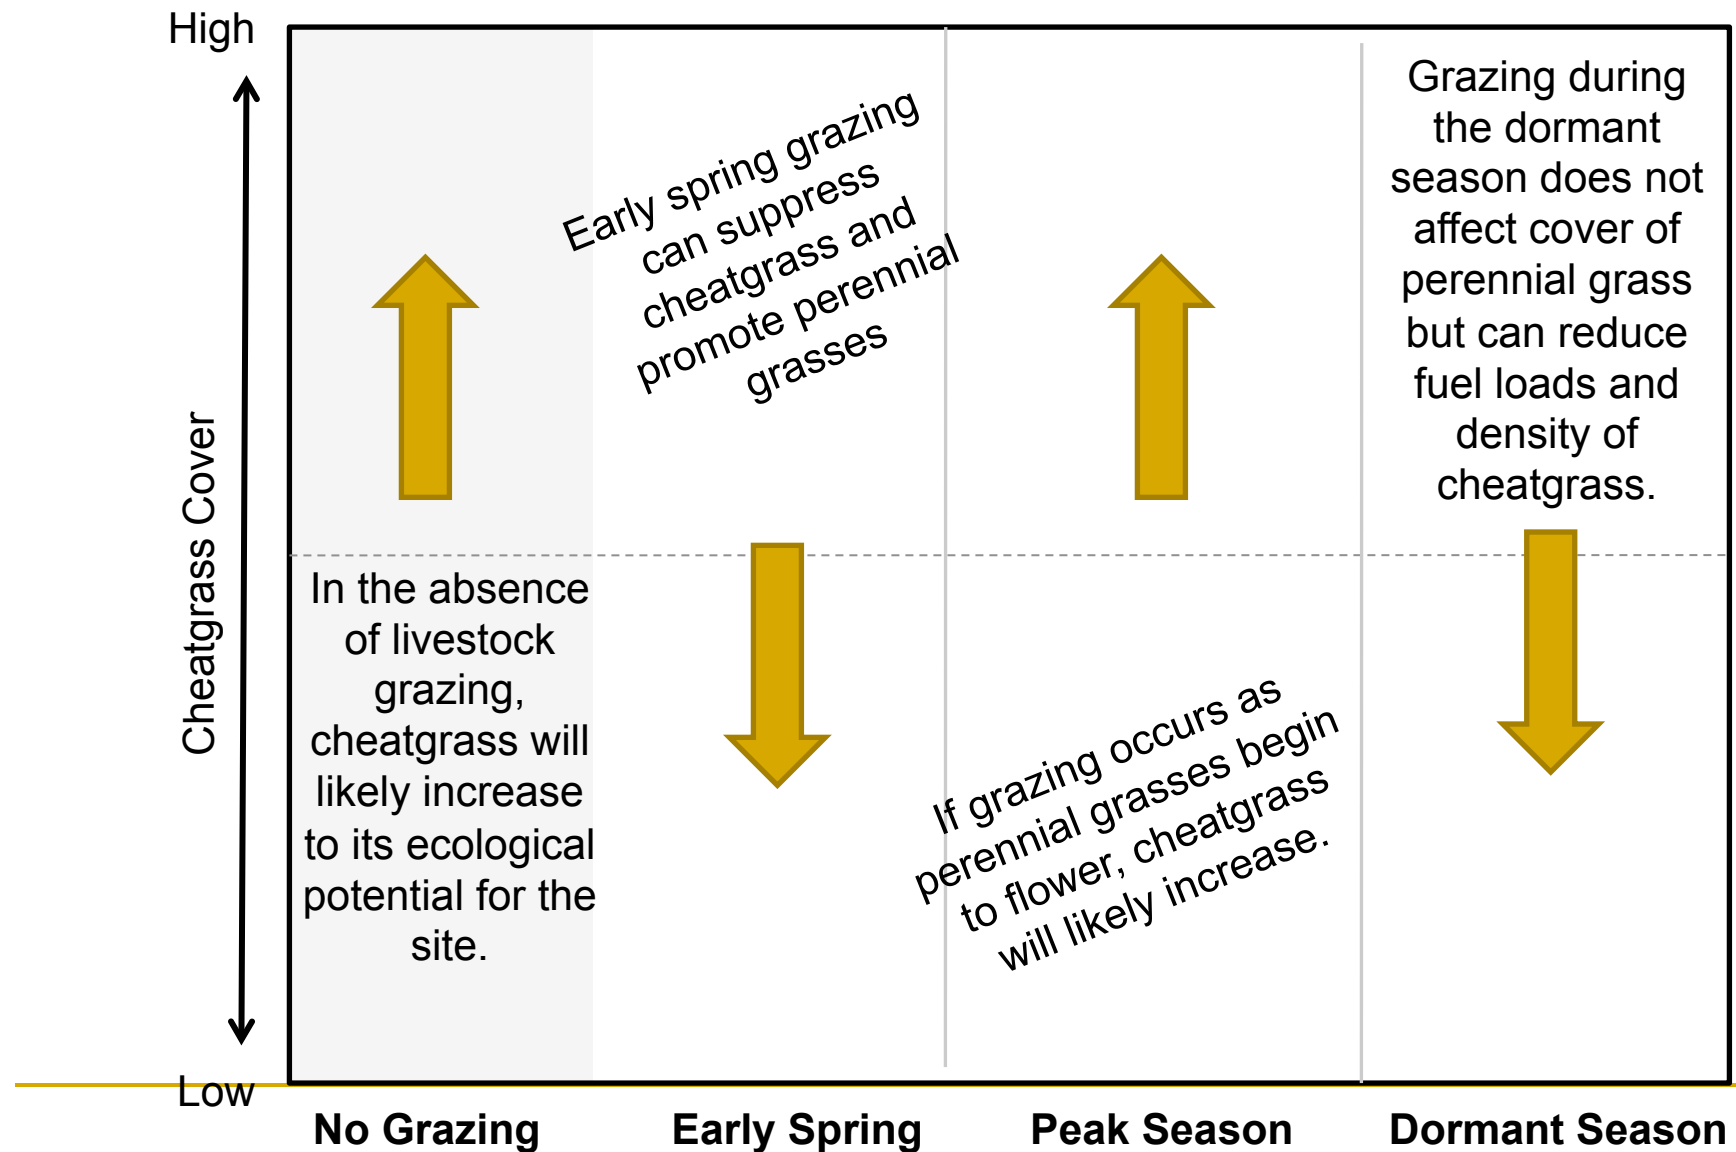 High
Cheatgrass Cover
Low
In the absence
of livestock
grazing,
cheatgrass will
likely increase
to its ecological
potential for the
site.
Early spring grazing
can suppress
cheatgrass and
promote perennial
grasses
If grazing occurs as
perennial grasses begin
to flower, cheatgrass
will likely increase.
Grazing during
the dormant
season does not
affect cover of
perennial grass
but can reduce
fuel loads and
density of
cheatgrass.
No Grazing
Early Spring
Peak Season
Dormant Season